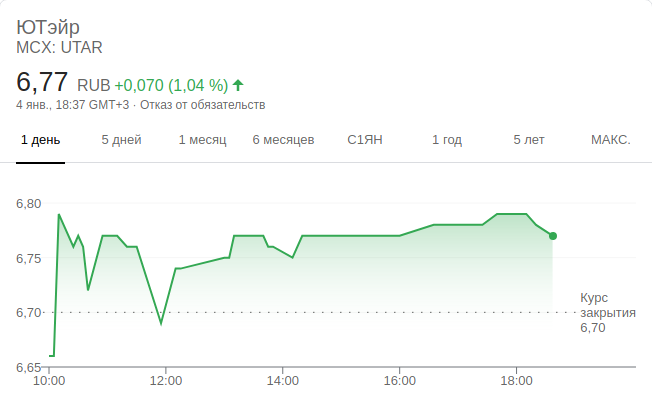 ЮТэйр
MCX: UTAR
6,77 RUB +0,070 (1,04 %)
4 янв., 18:37 GMT+3 · Отказ от обязательств
1 день 5 дней 1 месяц 6 месяцев С1ЯН 1 год 5 лет МАКС.
6,80
6,75
6,70
6,65
Курс
закрытия
6,70
10:00 12:00 14:00 16:00 18:00